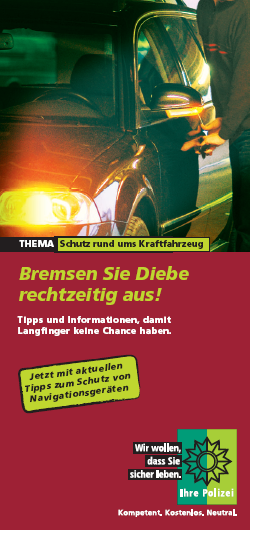 THEMA Schutz rund ums Kraftfahrzeug
Bremsen Sie Diebe
rechtzeitig aus!
Tipps und Informationen, damit
Langfinger keine Chance haben.
Jetzt mit aktuellen
Tipps zum Schutz von
Navigationsgeräten
Wir wollen,
dass Sie
sicher leben.
Ihre Polizei
Kompetent. Kostenlos. Neutral.